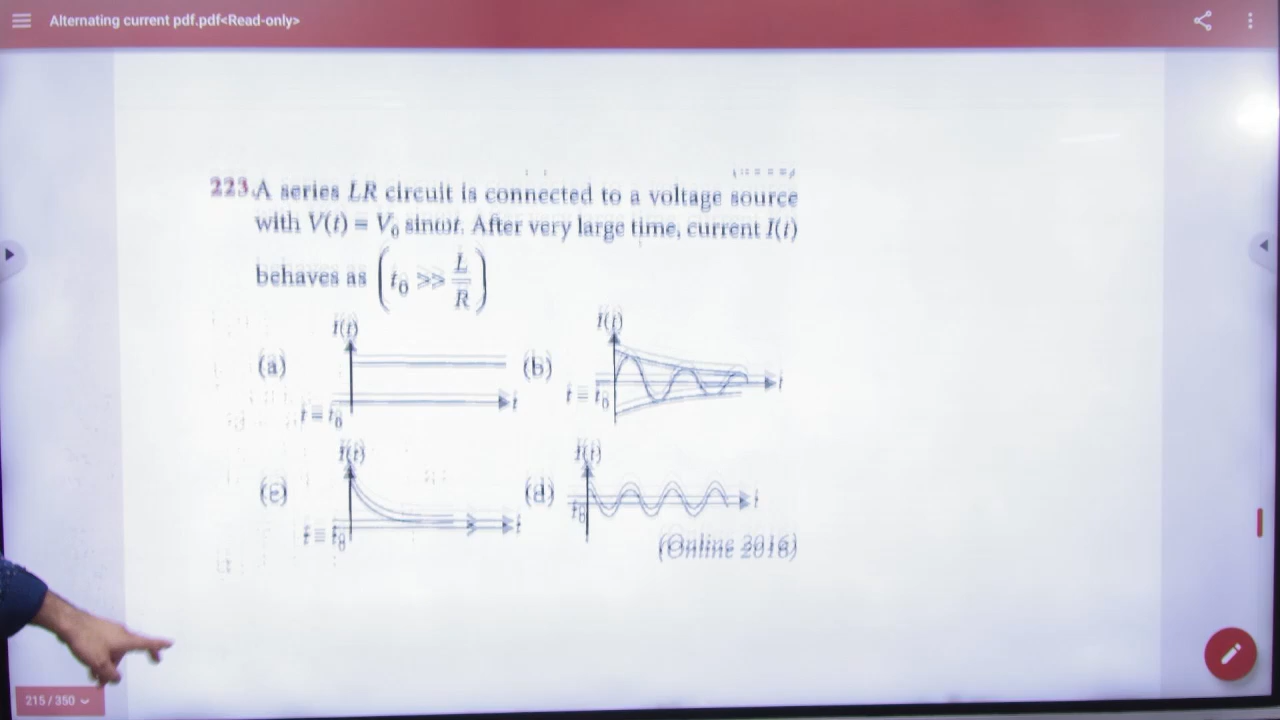 Alternating current pdf.pdf<Read-only>
223. A series LR circuit is connected to a voltage source
with V(t) = V₀ sinωt. After very large time, current I(t)
behaves as (t₀ >> L/R)
I(t) I(t)
(a) (b)
t = t₀ t t = t₀ t
I(t) I(t)
(c) (d)
t = t₀ t t₀ t
(Online 2016)
215 / 350